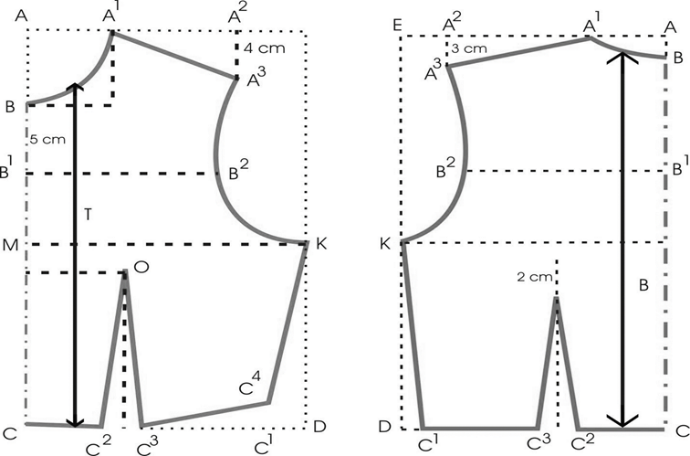 A A¹ A²
4 cm
A³
B
5 cm
B¹ B²
T
M K
O
C⁴
C C² C³ C¹ D
E A² A¹ A
3 cm
B
A³
B² B¹
K
2 cm
B
D C¹ C³ C² C